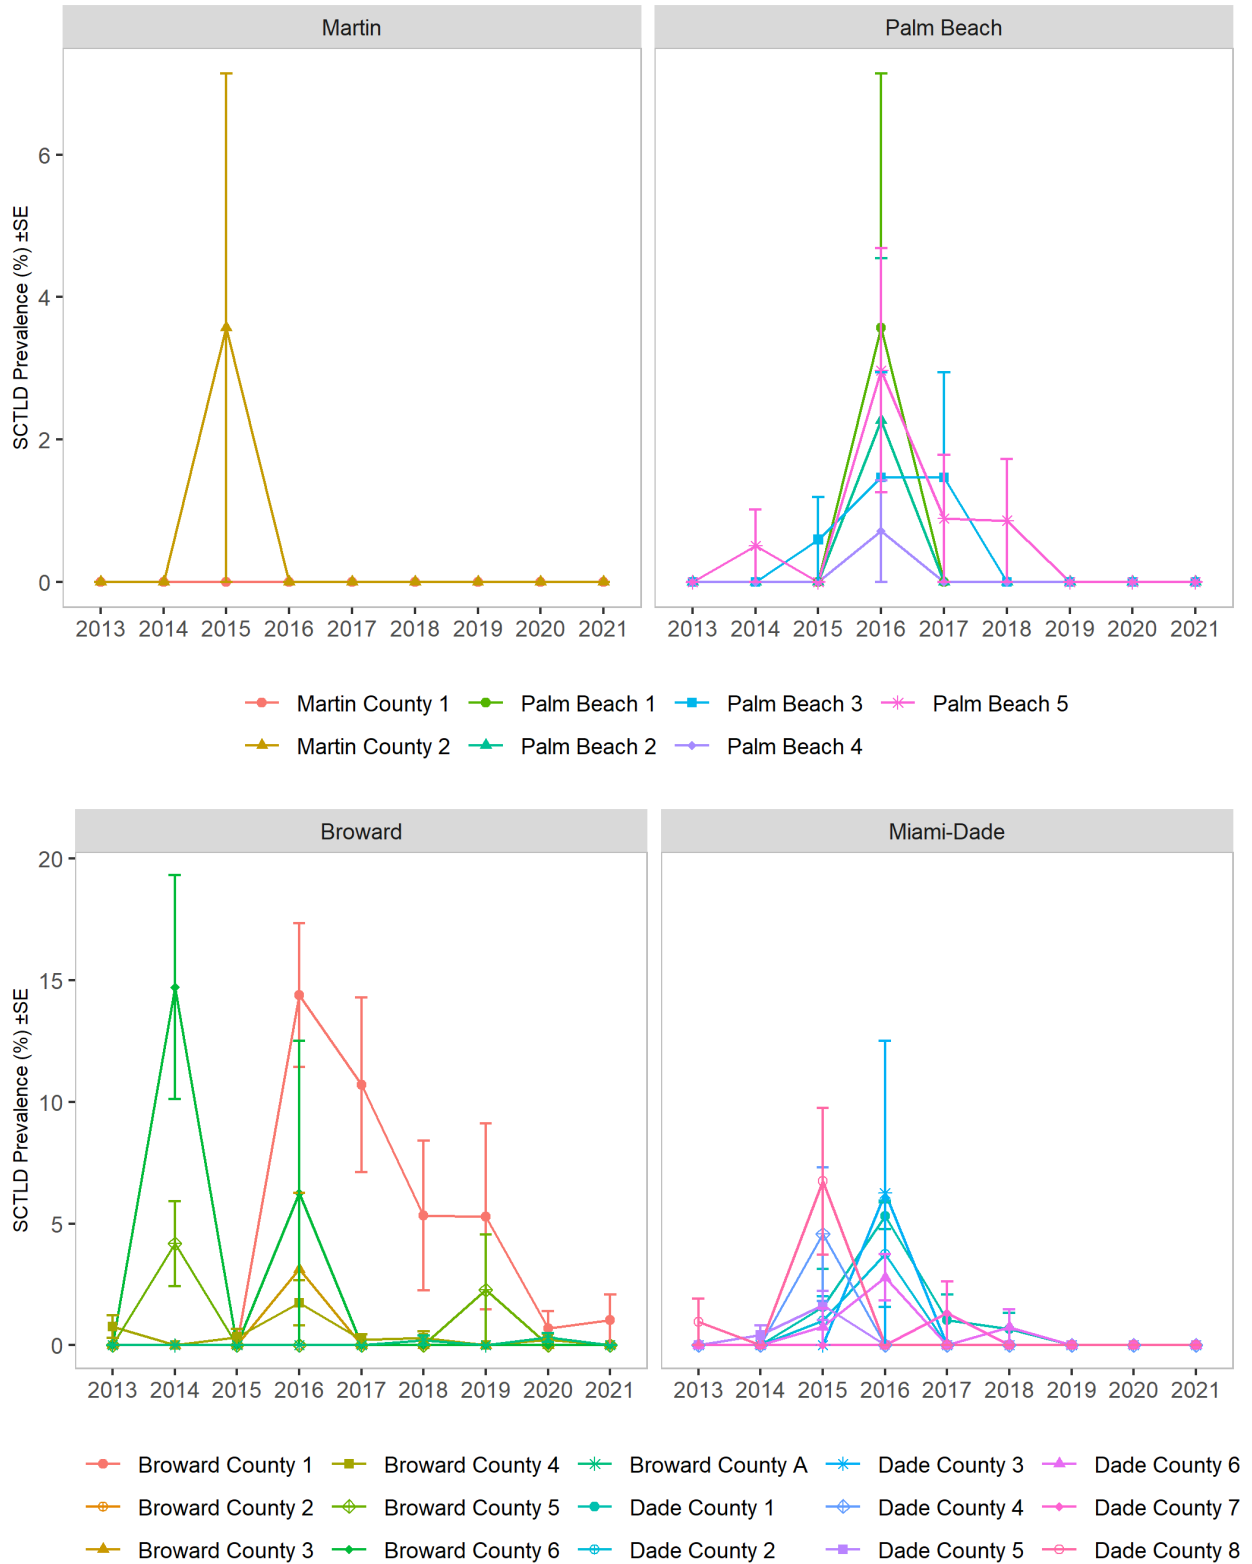 Martin Palm Beach
SCTLD Prevalence (%) ±SE
6
4
2
0
2013 2014 2015 2016 2017 2018 2019 2020 2021 2013 2014 2015 2016 2017 2018 2019 2020 2021
Martin County 1 Palm Beach 1 Palm Beach 3 Palm Beach 5
Martin County 2 Palm Beach 2 Palm Beach 4
Broward Miami-Dade
SCTLD Prevalence (%) ±SE
20
15
10
5
0
2013 2014 2015 2016 2017 2018 2019 2020 2021 2013 2014 2015 2016 2017 2018 2019 2020 2021
Broward County 1 Broward County 4 Broward County A Dade County 3 Dade County 6
Broward County 2 Broward County 5 Dade County 1 Dade County 4 Dade County 7
Broward County 3 Broward County 6 Dade County 2 Dade County 5 Dade County 8